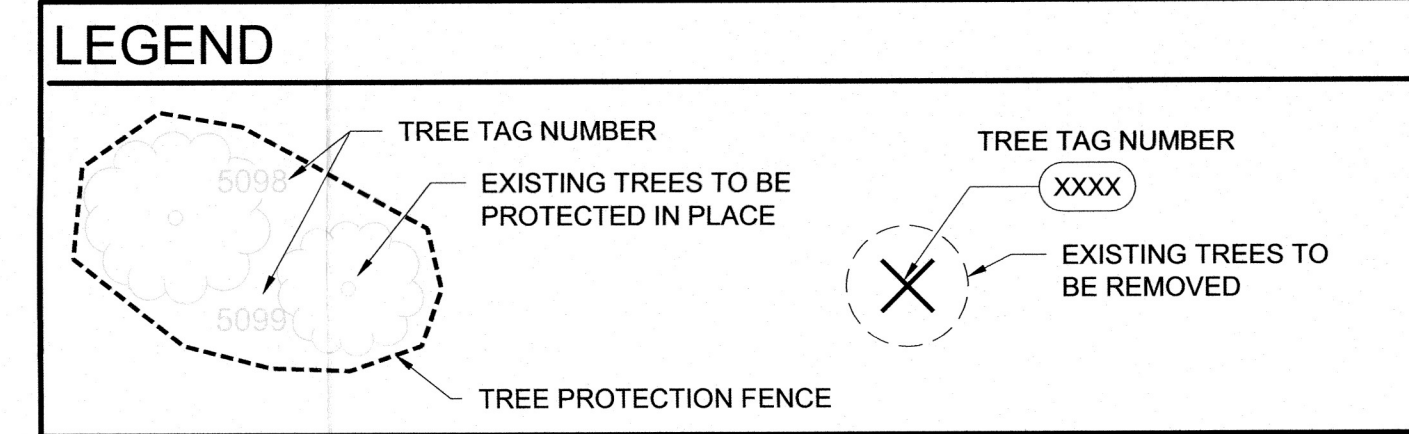 LEGEND
TREE TAG NUMBER
5098
EXISTING TREES TO BE
PROTECTED IN PLACE
5099
TREE PROTECTION FENCE
TREE TAG NUMBER
XXXX
EXISTING TREES TO
BE REMOVED